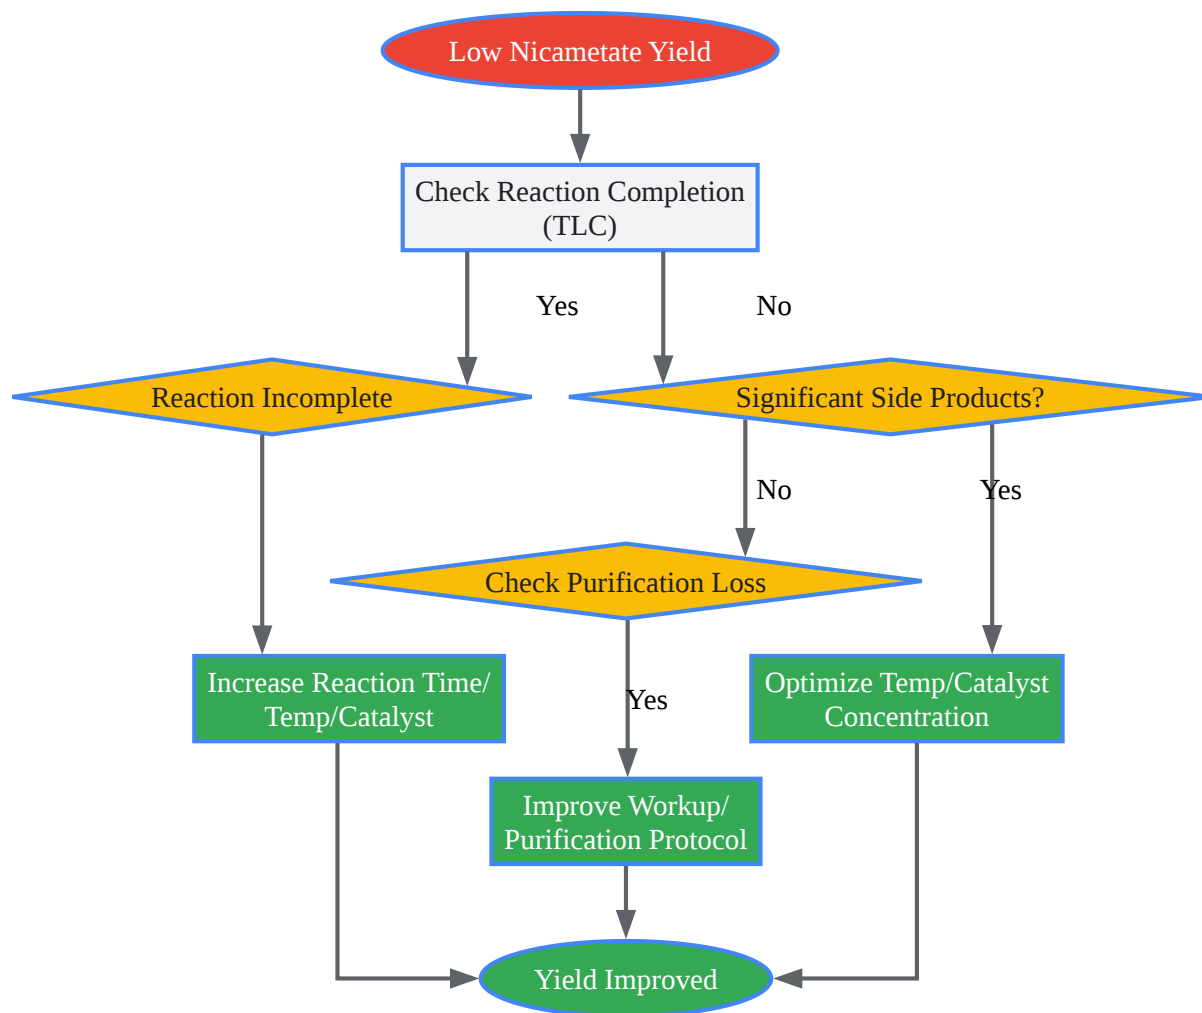 Low Nicametate Yield
Check Reaction Completion
(TLC)
Yes
No
Reaction Incomplete
Significant Side Products?
No
Yes
Check Purification Loss
Increase Reaction Time/
Temp/Catalyst
Optimize Temp/Catalyst
Concentration
Yes
Improve Workup/
Purification Protocol
Yield Improved